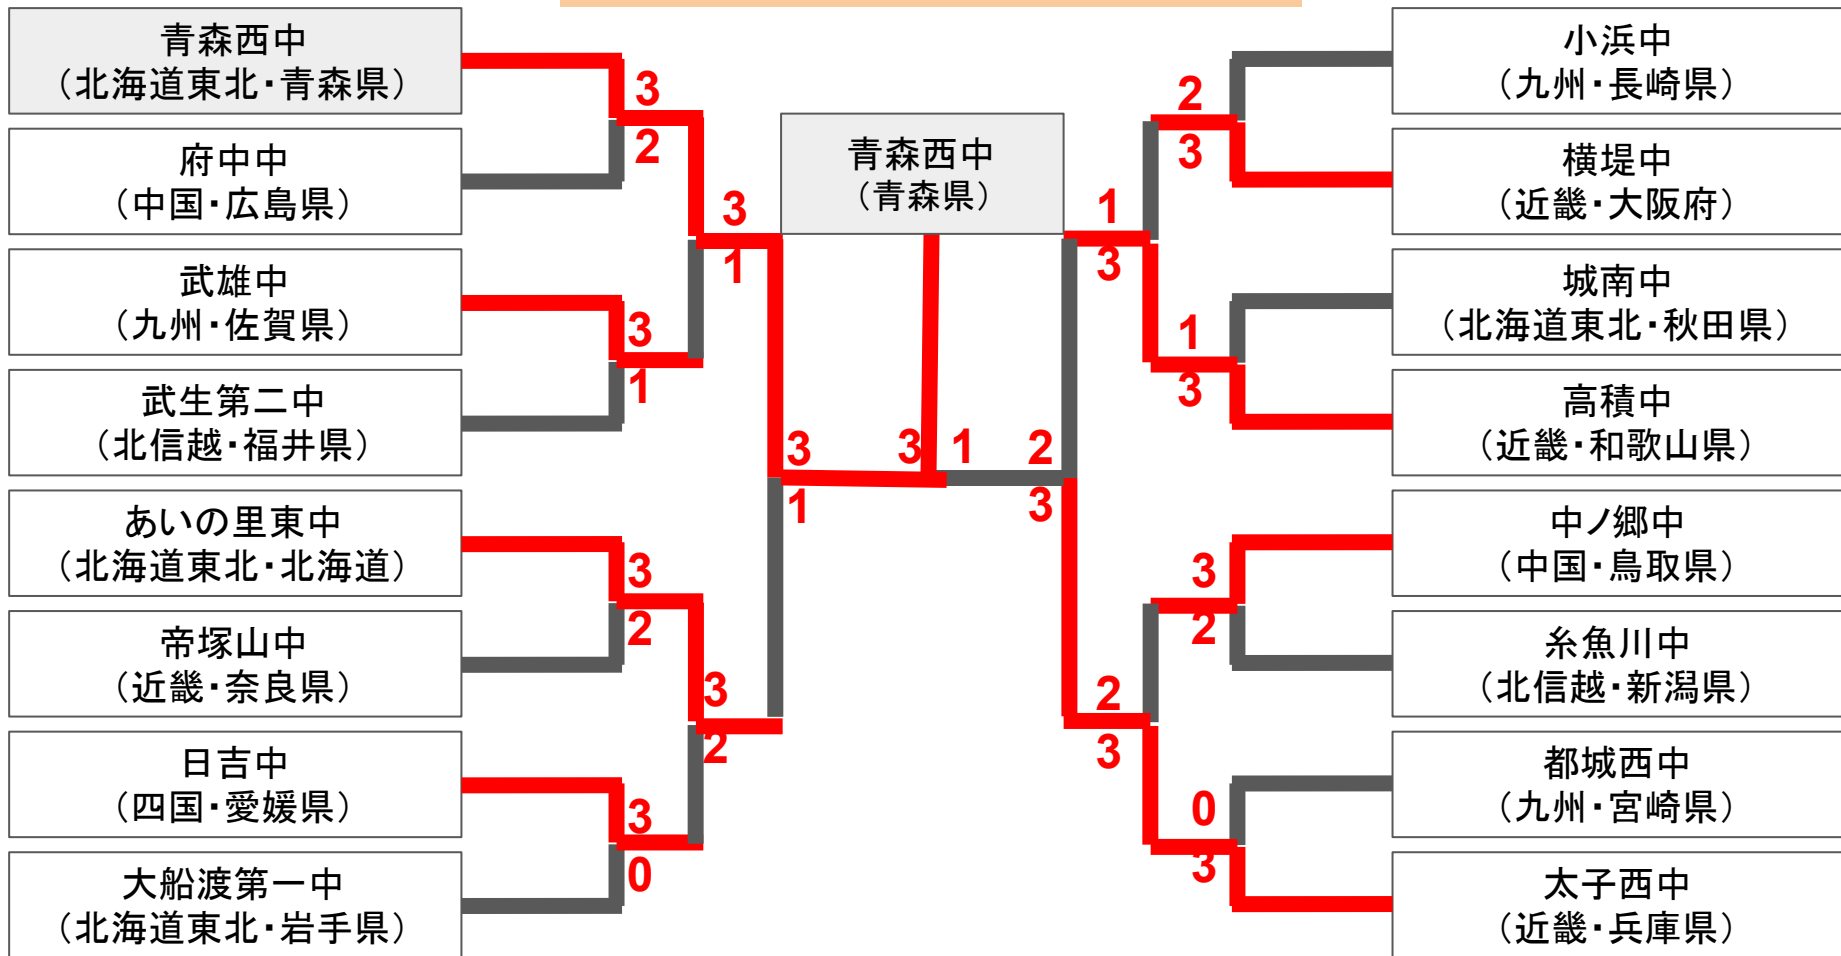 青森西中
（北海道東北・青森県）
府中中
（中国・広島県）
武雄中
（九州・佐賀県）
武生第二中
（北信越・福井県）
あいの里東中
（北海道東北・北海道）
帝塚山中
（近畿・奈良県）
日吉中
（四国・愛媛県）
大船渡第一中
（北海道東北・岩手県）
3
2
3
1
3
2
3
0
3
1
3
2
3
1
青森西中
（青森県）
3
1
2
3
1
3
2
3
2
3
1
3
3
2
0
3
小浜中
（九州・長崎県）
横堤中
（近畿・大阪府）
城南中
（北海道東北・秋田県）
高積中
（近畿・和歌山県）
中ノ郷中
（中国・鳥取県）
糸魚川中
（北信越・新潟県）
都城西中
（九州・宮崎県）
太子西中
（近畿・兵庫県）